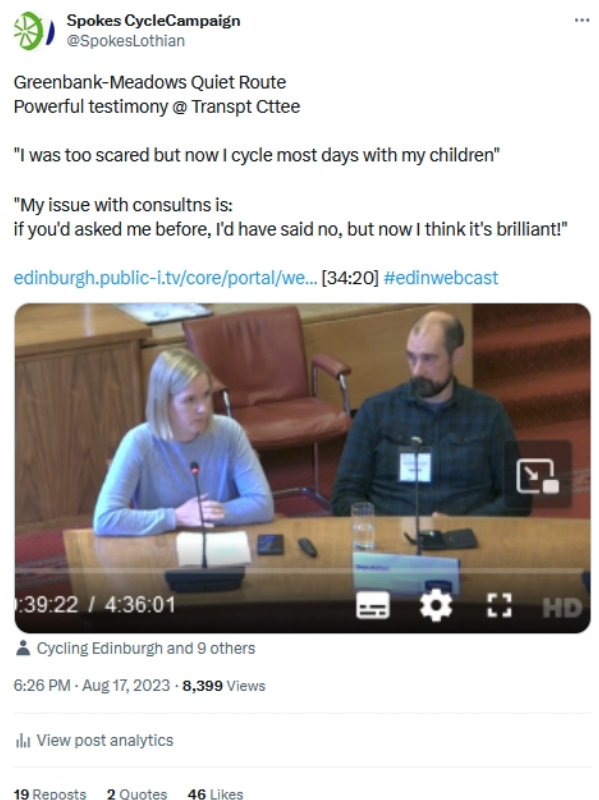 Spokes CycleCampaign
@SpokesLothian
Greenbank-Meadows Quiet Route
Powerful testimony @ Transpt Cttee
"I was too scared but now I cycle most days with my children"
"My issue with consultns is:
if you'd asked me before, I'd have said no, but now I think it's brilliant!"
edinburgh.public-i.tv/core/portal/we... [34:20] #edinwebcast
:39:22 / 4:36:01
HD
Cycling Edinburgh and 9 others
6:26 PM · Aug 17, 2023 · 8,399 Views
View post analytics
19 Reposts 2 Quotes 46 Likes